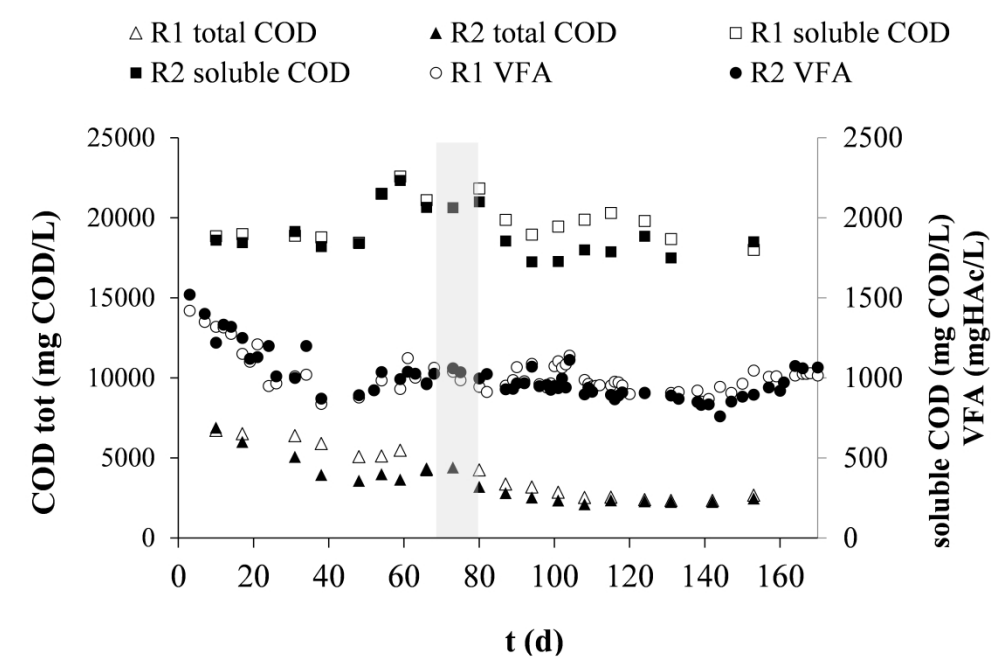 △ R1 total COD ▲ R2 total COD □ R1 soluble COD
■ R2 soluble COD ○ R1 VFA ● R2 VFA
25000 2500
20000 2000
15000 1500
10000 1000
5000 500
0 0
0 20 40 60 80 100 120 140 160
COD tot (mg COD/L)
soluble COD (mg COD/L)
VFA (mgHAc/L)
t (d)